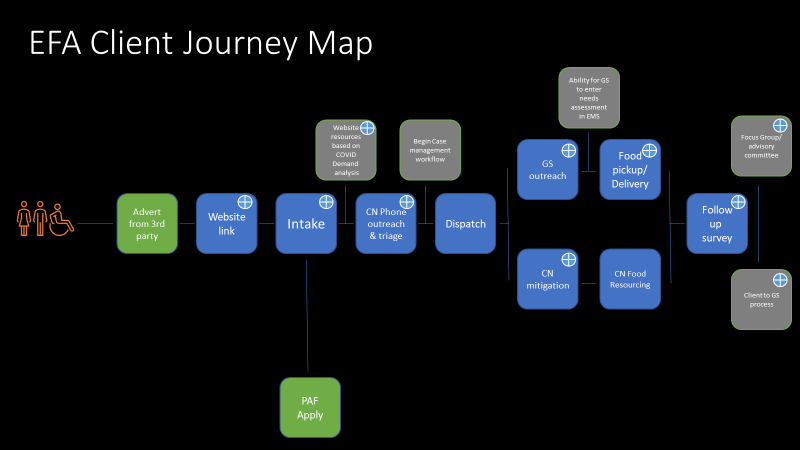 EFA Client Journey Map
Ability for GS
to enter
needs
assessment
in EMS
Website
resources
based on
COVID
Demand
analysis
Begin Case
management
workflow
Focus Group/
advisory
committee
GS
outreach
Food
pickup/
Delivery
Advert
from 3rd
party
Website
link
Intake
CN Phone
outreach
& triage
Dispatch
Follow
up
survey
CN
mitigation
CN Food
Resourcing
Client to GS
process
PAF
Apply